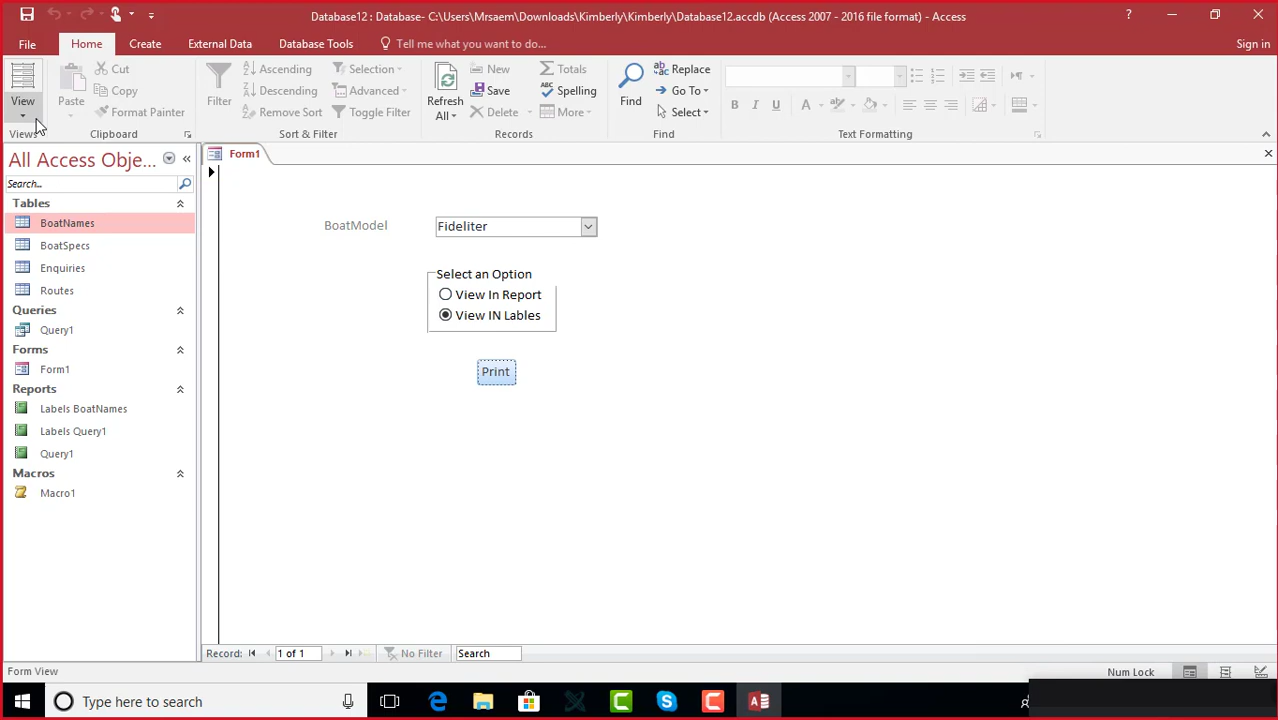 Database12 : Database- C:\Users\Mrsaem\Downloads\Kimberly\Kimberly\Database12.accdb (Access 2007 - 2016 file format) - Access
?
File Home Create External Data Database Tools Tell me what you want to do... Sign in
View
Views
Paste
Cut
Copy
Format Painter
Clipboard
Filter
Ascending
Descending
Remove Sort
Selection
Advanced
Toggle Filter
Sort & Filter
Refresh
All
New
Save
Delete
Totals
Spelling
More
Records
Find
Replace
Go To
Select
Find
B I U A
Text Formatting
All Access Obje...
Search...
Tables
BoatNames
BoatSpecs
Enquiries
Routes
Queries
Query1
Forms
Form1
Reports
Labels BoatNames
Labels Query1
Query1
Macros
Macro1
Form1
BoatModel Fideliter
Select an Option
View In Report
View IN Lables
Print
Record: 1 of 1 No Filter Search
Form View Num Lock
Type here to search